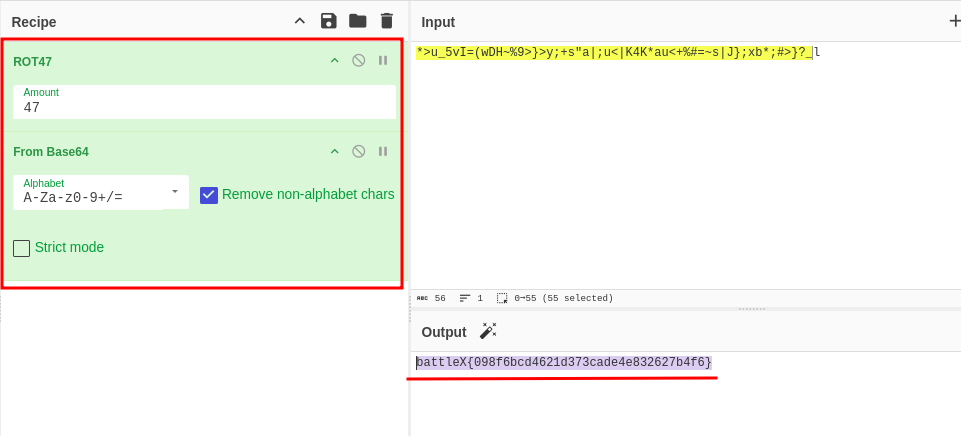 Recipe
ROT47
Amount
47
From Base64
Alphabet
A-Za-z0-9+/=
Remove non-alphabet chars
Strict mode
Input
*>u_5vI=(wDH~%9>}>y;+s"a|;u<|K4K*au<+%#=~s|J};xb*;#>}?_l
ABC 56 1 0→55 (55 selected)
Output
battleX{098f6bcd4621d373cade4e832627b4f6}